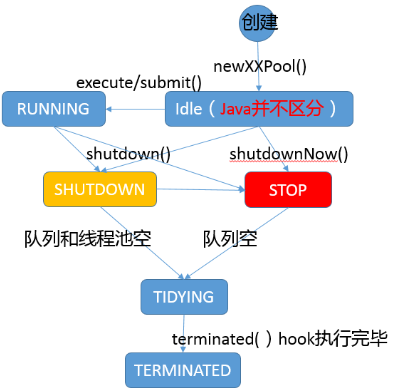 创建
newXXPool()
execute/submit()
RUNNING
Idle（Java并不区分）
shutdown()
shutdownNow()
SHUTDOWN
STOP
队列和线程池空
队列空
TIDYING
terminated( ) hook执行完毕
TERMINATED